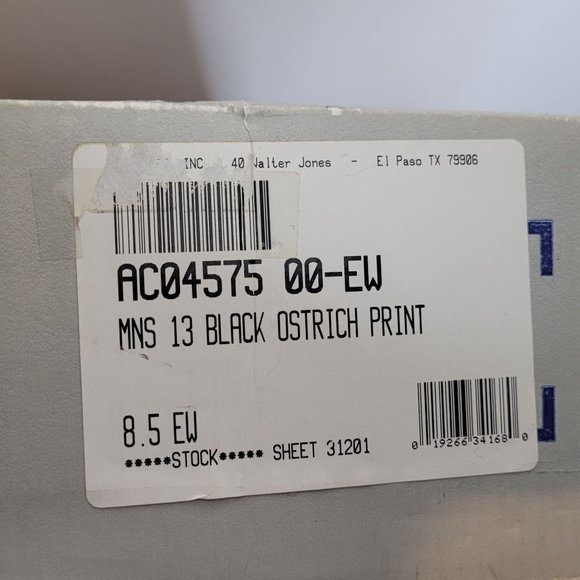 INC 40 Walter Jones - El Paso TX 79906
AC04575 00-EW
MNS 13 BLACK OSTRICH PRINT
8.5 EW
*****STOCK***** SHEET 31201
0 19266 34168 0